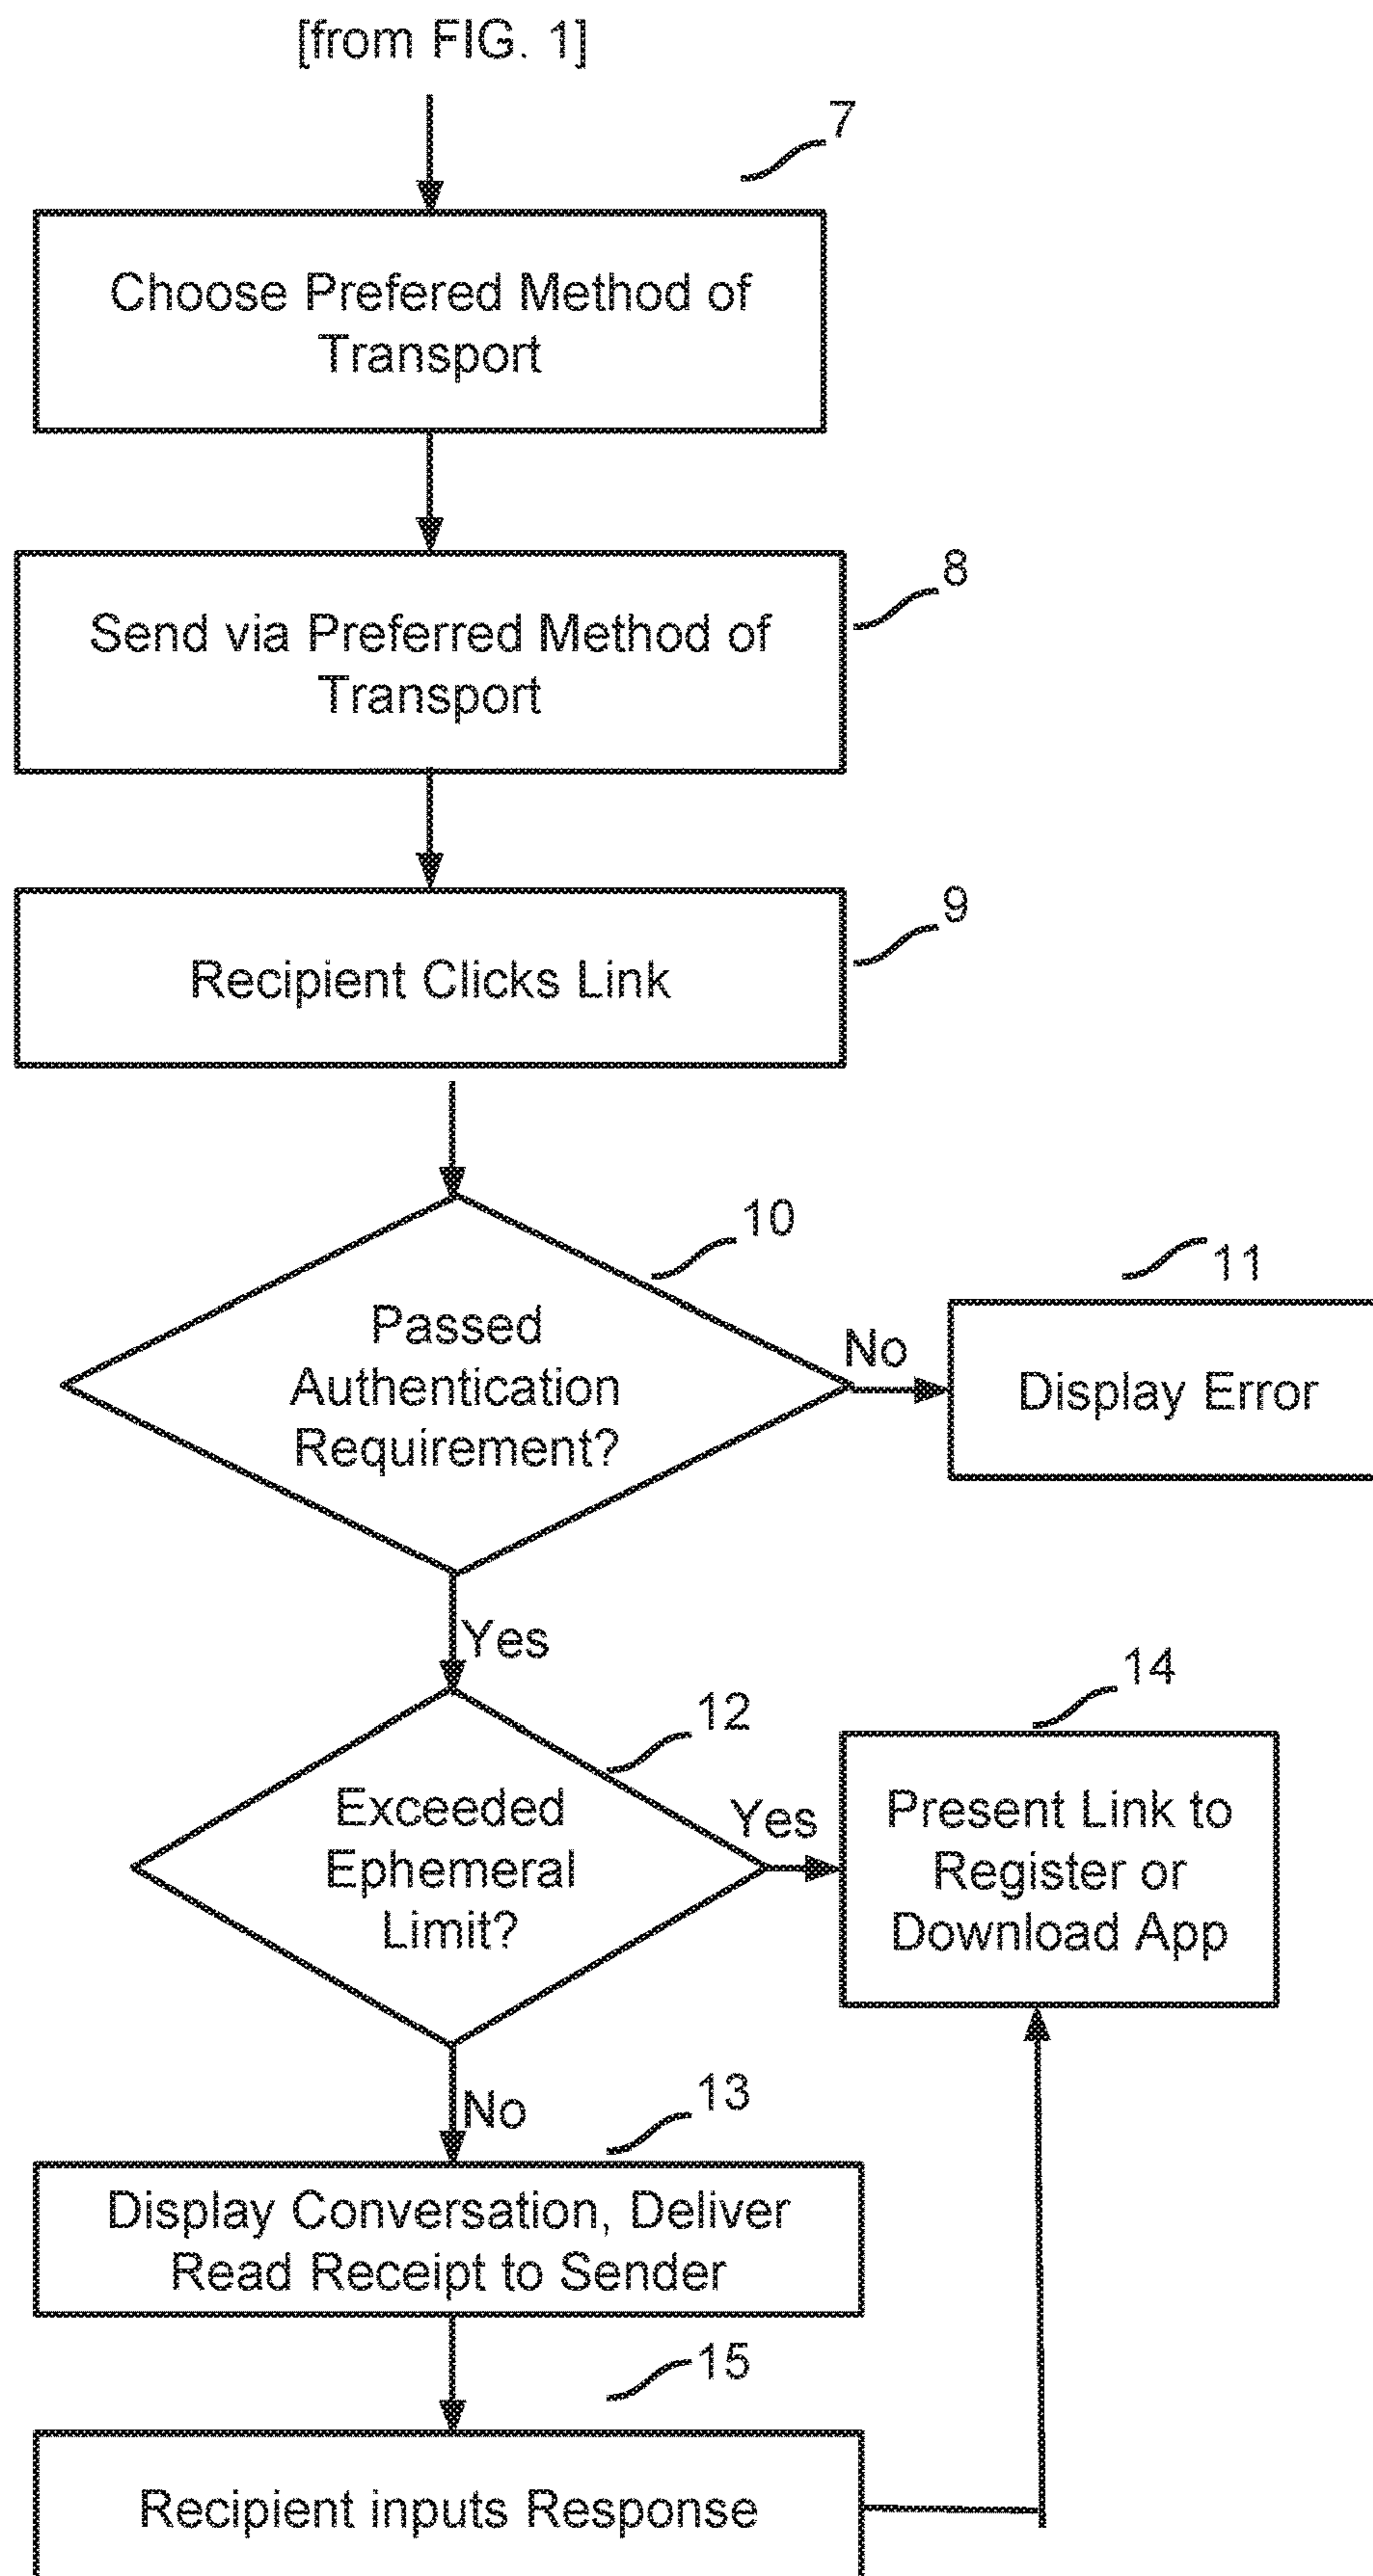 [from FIG. 1]
7
Choose Prefered Method of
Transport
8
Send via Preferred Method of
Transport
9
Recipient Clicks Link
10
Passed
Authentication
Requirement?
No
11
Display Error
Yes
12
Exceeded
Ephemeral
Limit?
Yes
14
Present Link to
Register or
Download App
No
13
Display Conversation, Deliver
Read Receipt to Sender
15
Recipient inputs Response